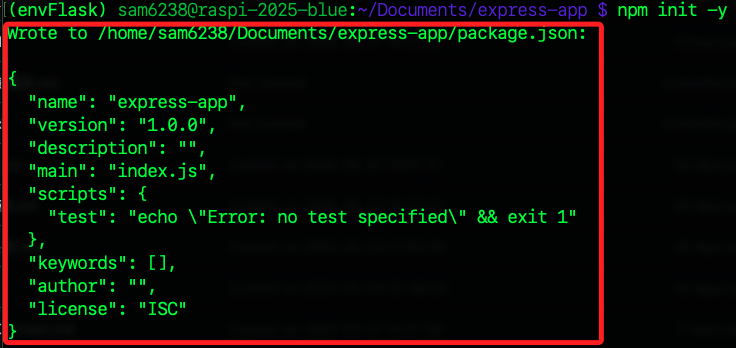 (envFlask) sam6238@raspi-2025-blue:~/Documents/express-app $ npm init -y
Wrote to /home/sam6238/Documents/express-app/package.json:
{
  "name": "express-app",
  "version": "1.0.0",
  "description": "",
  "main": "index.js",
  "scripts": {
    "test": "echo \"Error: no test specified\" && exit 1"
  },
  "keywords": [],
  "author": "",
  "license": "ISC"
}